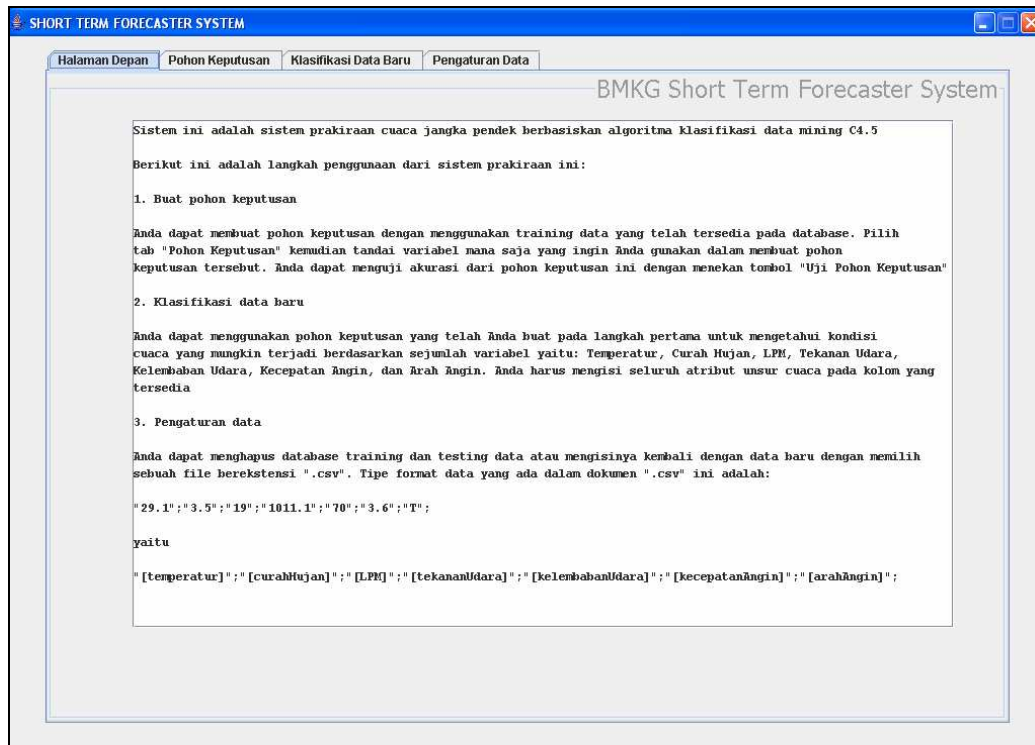 SHORT TERM FORECASTER SYSTEM
Halaman Depan Pohon Keputusan Klasifikasi Data Baru Pengaturan Data
BMKG Short Term Forecaster System
Sistem ini adalah sistem prakiraan cuaca jangka pendek berbasiskan algoritma klasifikasi data mining C4.5
Berikut ini adalah langkah penggunaan dari sistem prakiraan ini:
1. Buat pohon keputusan
Anda dapat membuat pohon keputusan dengan menggunakan training data yang telah tersedia pada database. Pilih
tab "Pohon Keputusan" kemudian tandai variabel mana saja yang ingin Anda gunakan dalam membuat pohon
keputusan tersebut. Anda dapat menguji akurasi dari pohon keputusan ini dengan menekan tombol "Uji Pohon Keputusan"
2. Klasifikasi data baru
Anda dapat menggunakan pohon keputusan yang telah Anda buat pada langkah pertama untuk mengetahui kondisi
cuaca yang mungkin terjadi berdasarkan sejumlah variabel yaitu: Temperatur, Curah Hujan, LPM, Tekanan Udara,
Kelembaban Udara, Kecepatan Angin, dan Arah Angin. Anda harus mengisi seluruh atribut unsur cuaca pada kolom yang
tersedia
3. Pengaturan data
Anda dapat menghapus database training dan testing data atau mengisinya kembali dengan data baru dengan memilih
sebuah file berekstensi ".csv". Tipe format data yang ada dalam dokumen ".csv" ini adalah:
"29.1";"3.5";"19";"1011.1";"70";"3.6";"T";
yaitu
"[temperatur]";"[curahHujan]";"[LPM]";"[tekananUdara]";"[kelembabanUdara]";"[kecepatanAngin]";"[arahAngin]";